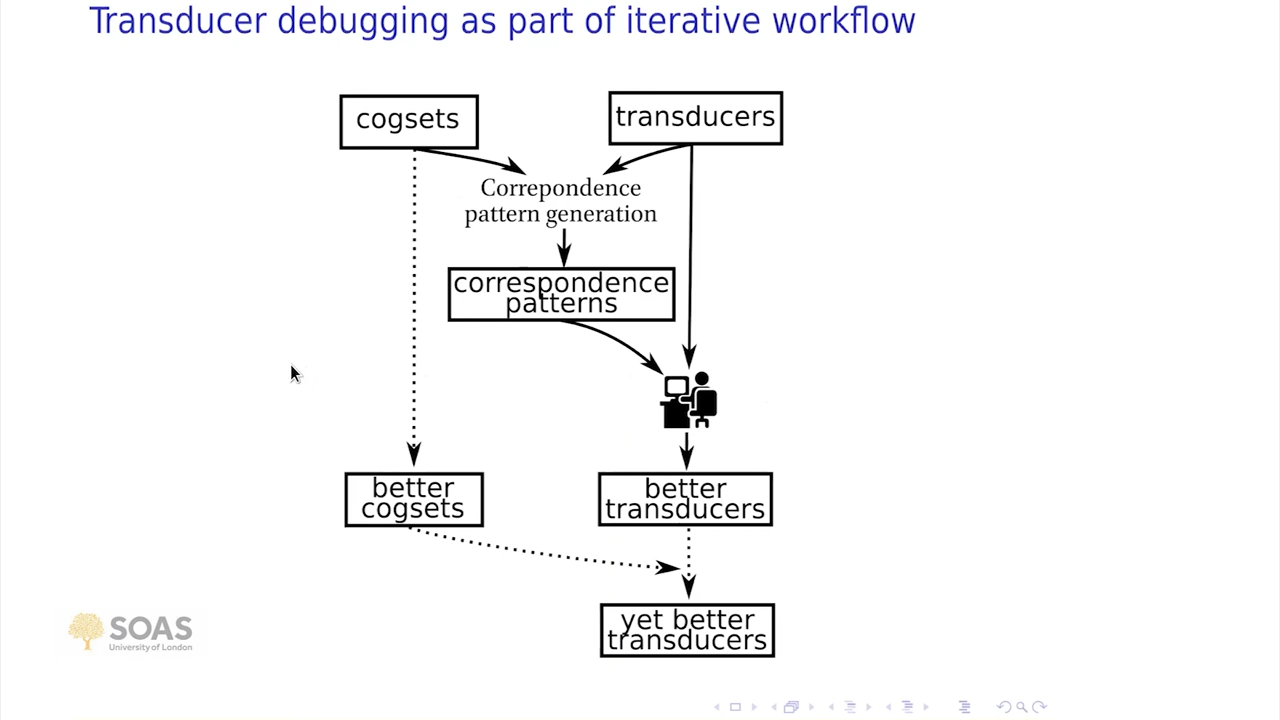 Transducer debugging as part of iterative workflow
cogsets
transducers
Correpondence
pattern generation
correspondence
patterns
better
cogsets
better
transducers
yet better
transducers
SOAS
University of London